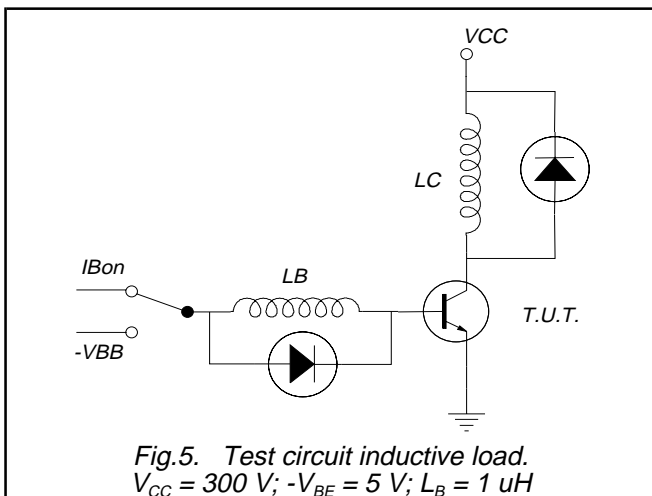 VCC
LC
IBon
LB
T.U.T.
-VBB
Fig.5. Test circuit inductive load.
VCC = 300 V; -VBE = 5 V; LB = 1 uH